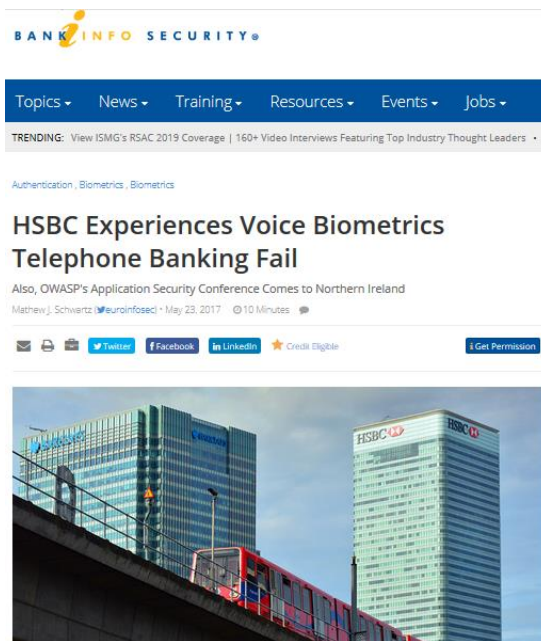 BANK INFO SECURITY®
Topics News Training Resources Events Jobs
TRENDING: View ISMG's RSAC 2019 Coverage | 160+ Video Interviews Featuring Top Industry Thought Leaders •
Authentication , Biometrics , Biometrics
HSBC Experiences Voice Biometrics
Telephone Banking Fail
Also, OWASP's Application Security Conference Comes to Northern Ireland
Mathew J. Schwartz (euroinfosec) • May 23, 2017 10 Minutes
Twitter Facebook LinkedIn Credit Eligible Get Permission
HSBC HSBC